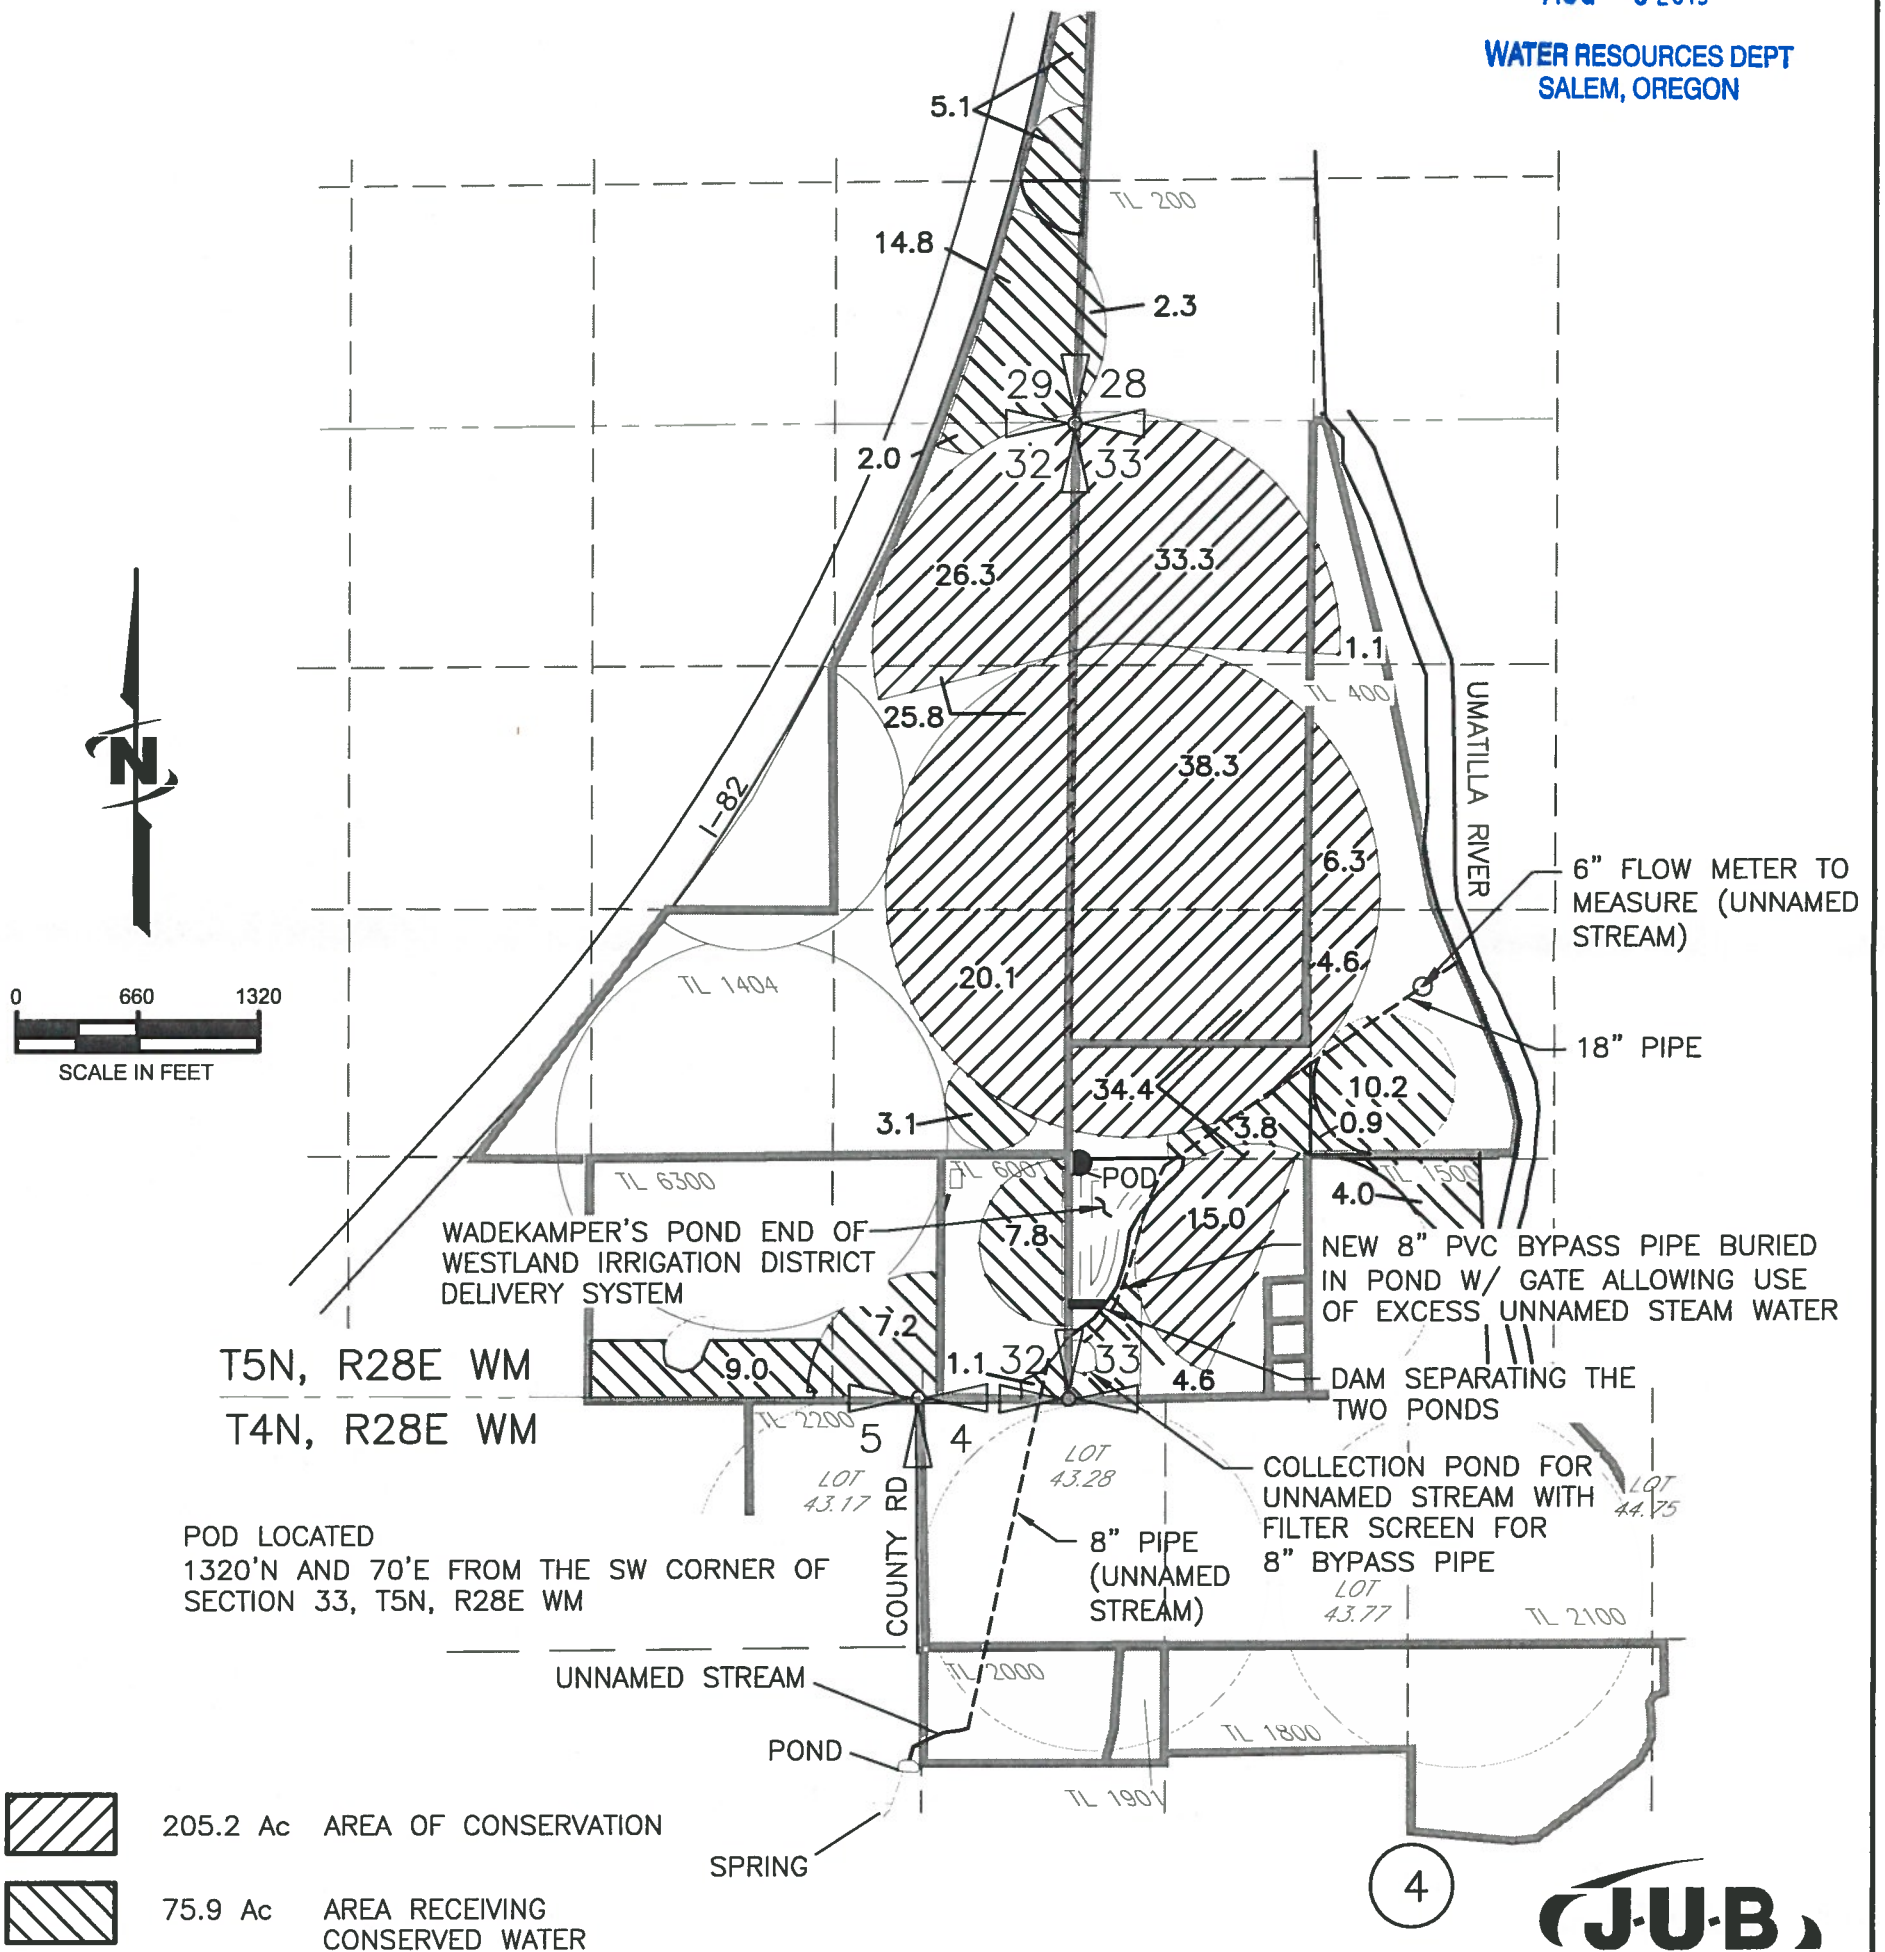 WATER RESOURCES DEPT
SALEM, OREGON
5.1
TL 200
14.8
2.3
29 28
2.0
32 33
26.3
33.3
1.1
TL 400
25.8
38.3
I-82
UMATILLA RIVER
N
6.3
6" FLOW METER TO
MEASURE (UNNAMED
STREAM)
4.6
20.1
TL 1404
0 660 1320
SCALE IN FEET
18" PIPE
34.4
10.2
3.1
3.8
0.9
TL 6300
TL 6001
POD
TL 1500
4.0
15.0
7.8
WADEKAMPER'S POND END OF
WESTLAND IRRIGATION DISTRICT
DELIVERY SYSTEM
NEW 8" PVC BYPASS PIPE BURIED
IN POND W/ GATE ALLOWING USE
OF EXCESS UNNAMED STEAM WATER
7.2
9.0
1.1
32 33
4.6
T5N, R28E WM
T4N, R28E WM
DAM SEPARATING THE
TWO PONDS
TL 2200
5 4
LOT
43.17
LOT
43.28
COLLECTION POND FOR
UNNAMED STREAM WITH
FILTER SCREEN FOR
8" BYPASS PIPE
LOT
44.75
COUNTY RD
POD LOCATED
1320'N AND 70'E FROM THE SW CORNER OF
SECTION 33, T5N, R28E WM
8" PIPE
(UNNAMED
STREAM)
LOT
43.77
TL 2100
UNNAMED STREAM
TL 2000
POND
TL 1800
TL 1901
205.2 Ac AREA OF CONSERVATION
SPRING
4
75.9 Ac AREA RECEIVING
CONSERVED WATER
J-U-B